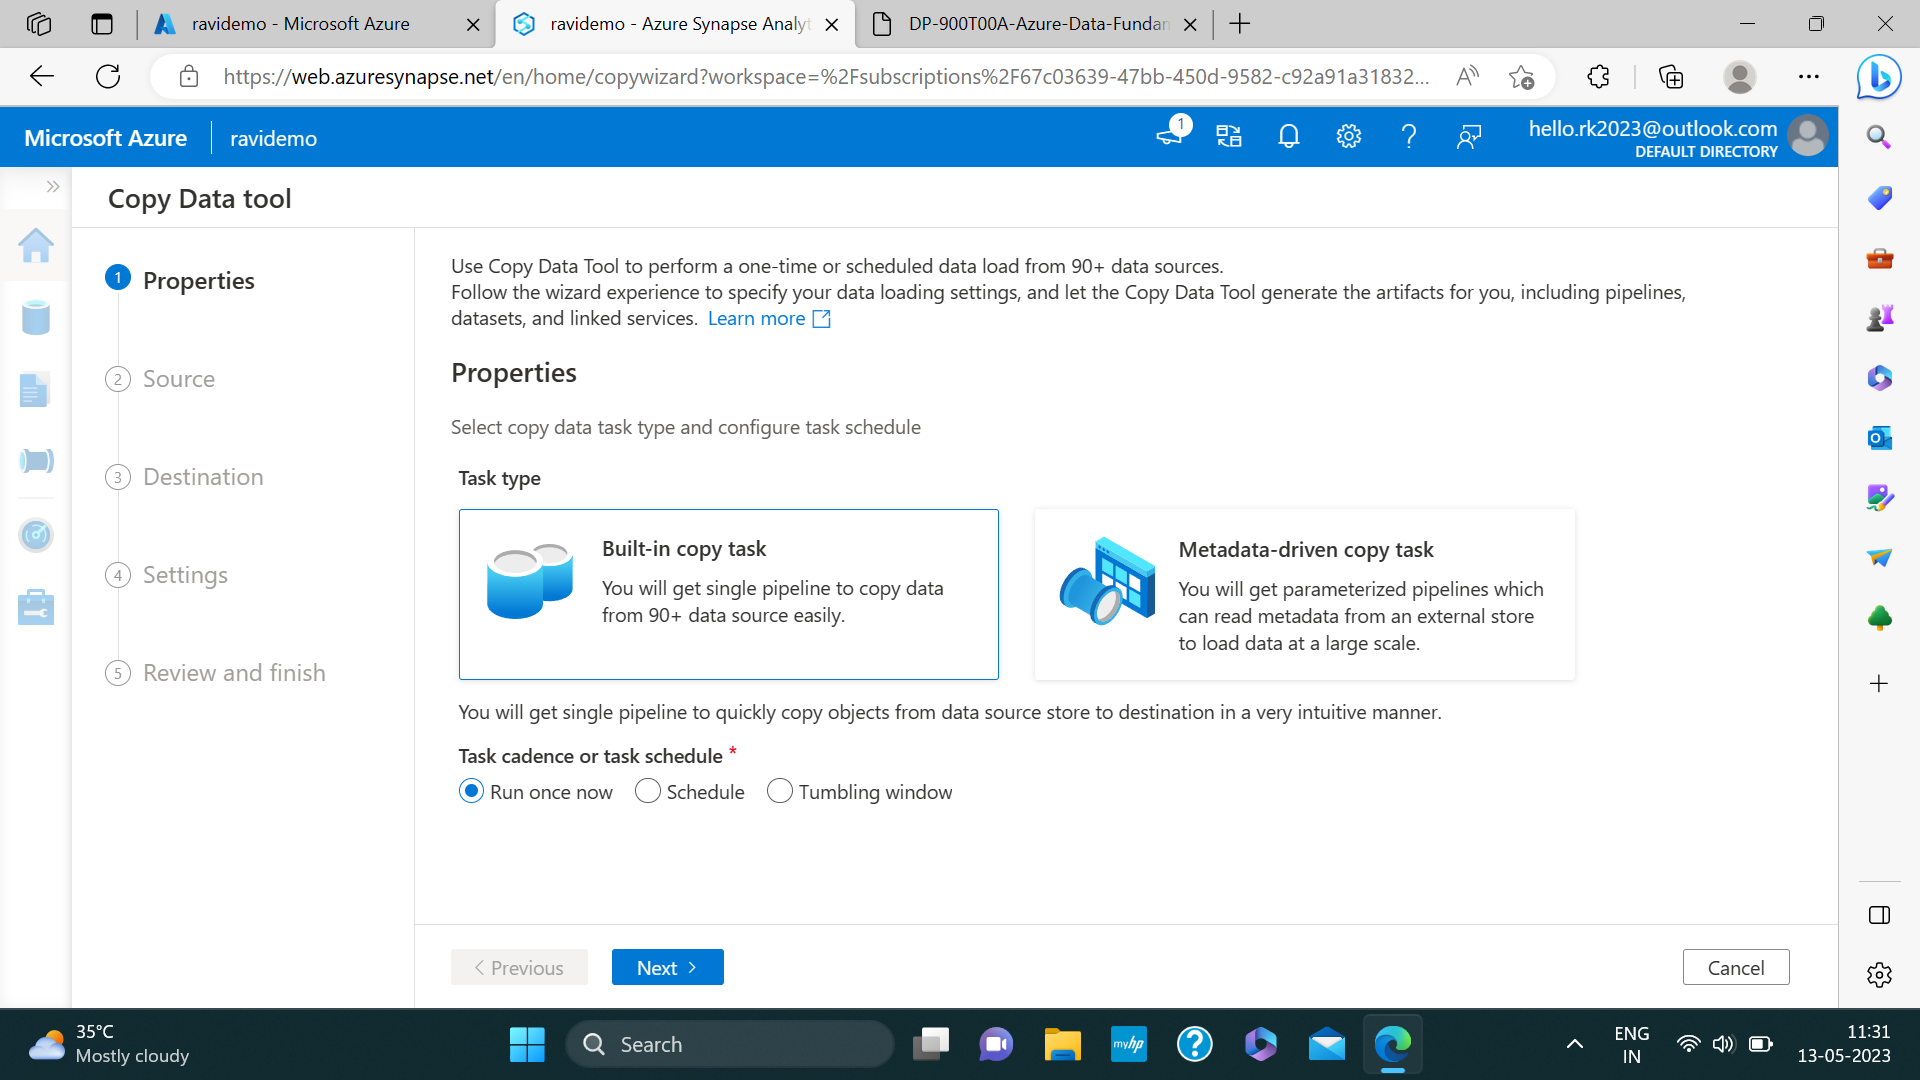 ravidemo - Microsoft Azure
ravidemo - Azure Synapse Analyt
DP-900T00A-Azure-Data-Fundan
https://web.azuresynapse.net/en/home/copywizard?workspace=%2Fsubscriptions%2F67c03639-47bb-450d-9582-c92a91a31832...
Microsoft Azure
ravidemo
1
hello.rk2023@outlook.com
DEFAULT DIRECTORY
Copy Data tool
1 Properties
2 Source
3 Destination
4 Settings
5 Review and finish
Use Copy Data Tool to perform a one-time or scheduled data load from 90+ data sources.
Follow the wizard experience to specify your data loading settings, and let the Copy Data Tool generate the artifacts for you, including pipelines,
datasets, and linked services. Learn more
Properties
Select copy data task type and configure task schedule
Task type
Built-in copy task
You will get single pipeline to copy data
from 90+ data source easily.
Metadata-driven copy task
You will get parameterized pipelines which
can read metadata from an external store
to load data at a large scale.
You will get single pipeline to quickly copy objects from data source store to destination in a very intuitive manner.
Task cadence or task schedule *
Run once now
Schedule
Tumbling window
Previous
Next
Cancel
35°C
Mostly cloudy
Search
myhp
ENG
IN
11:31
13-05-2023